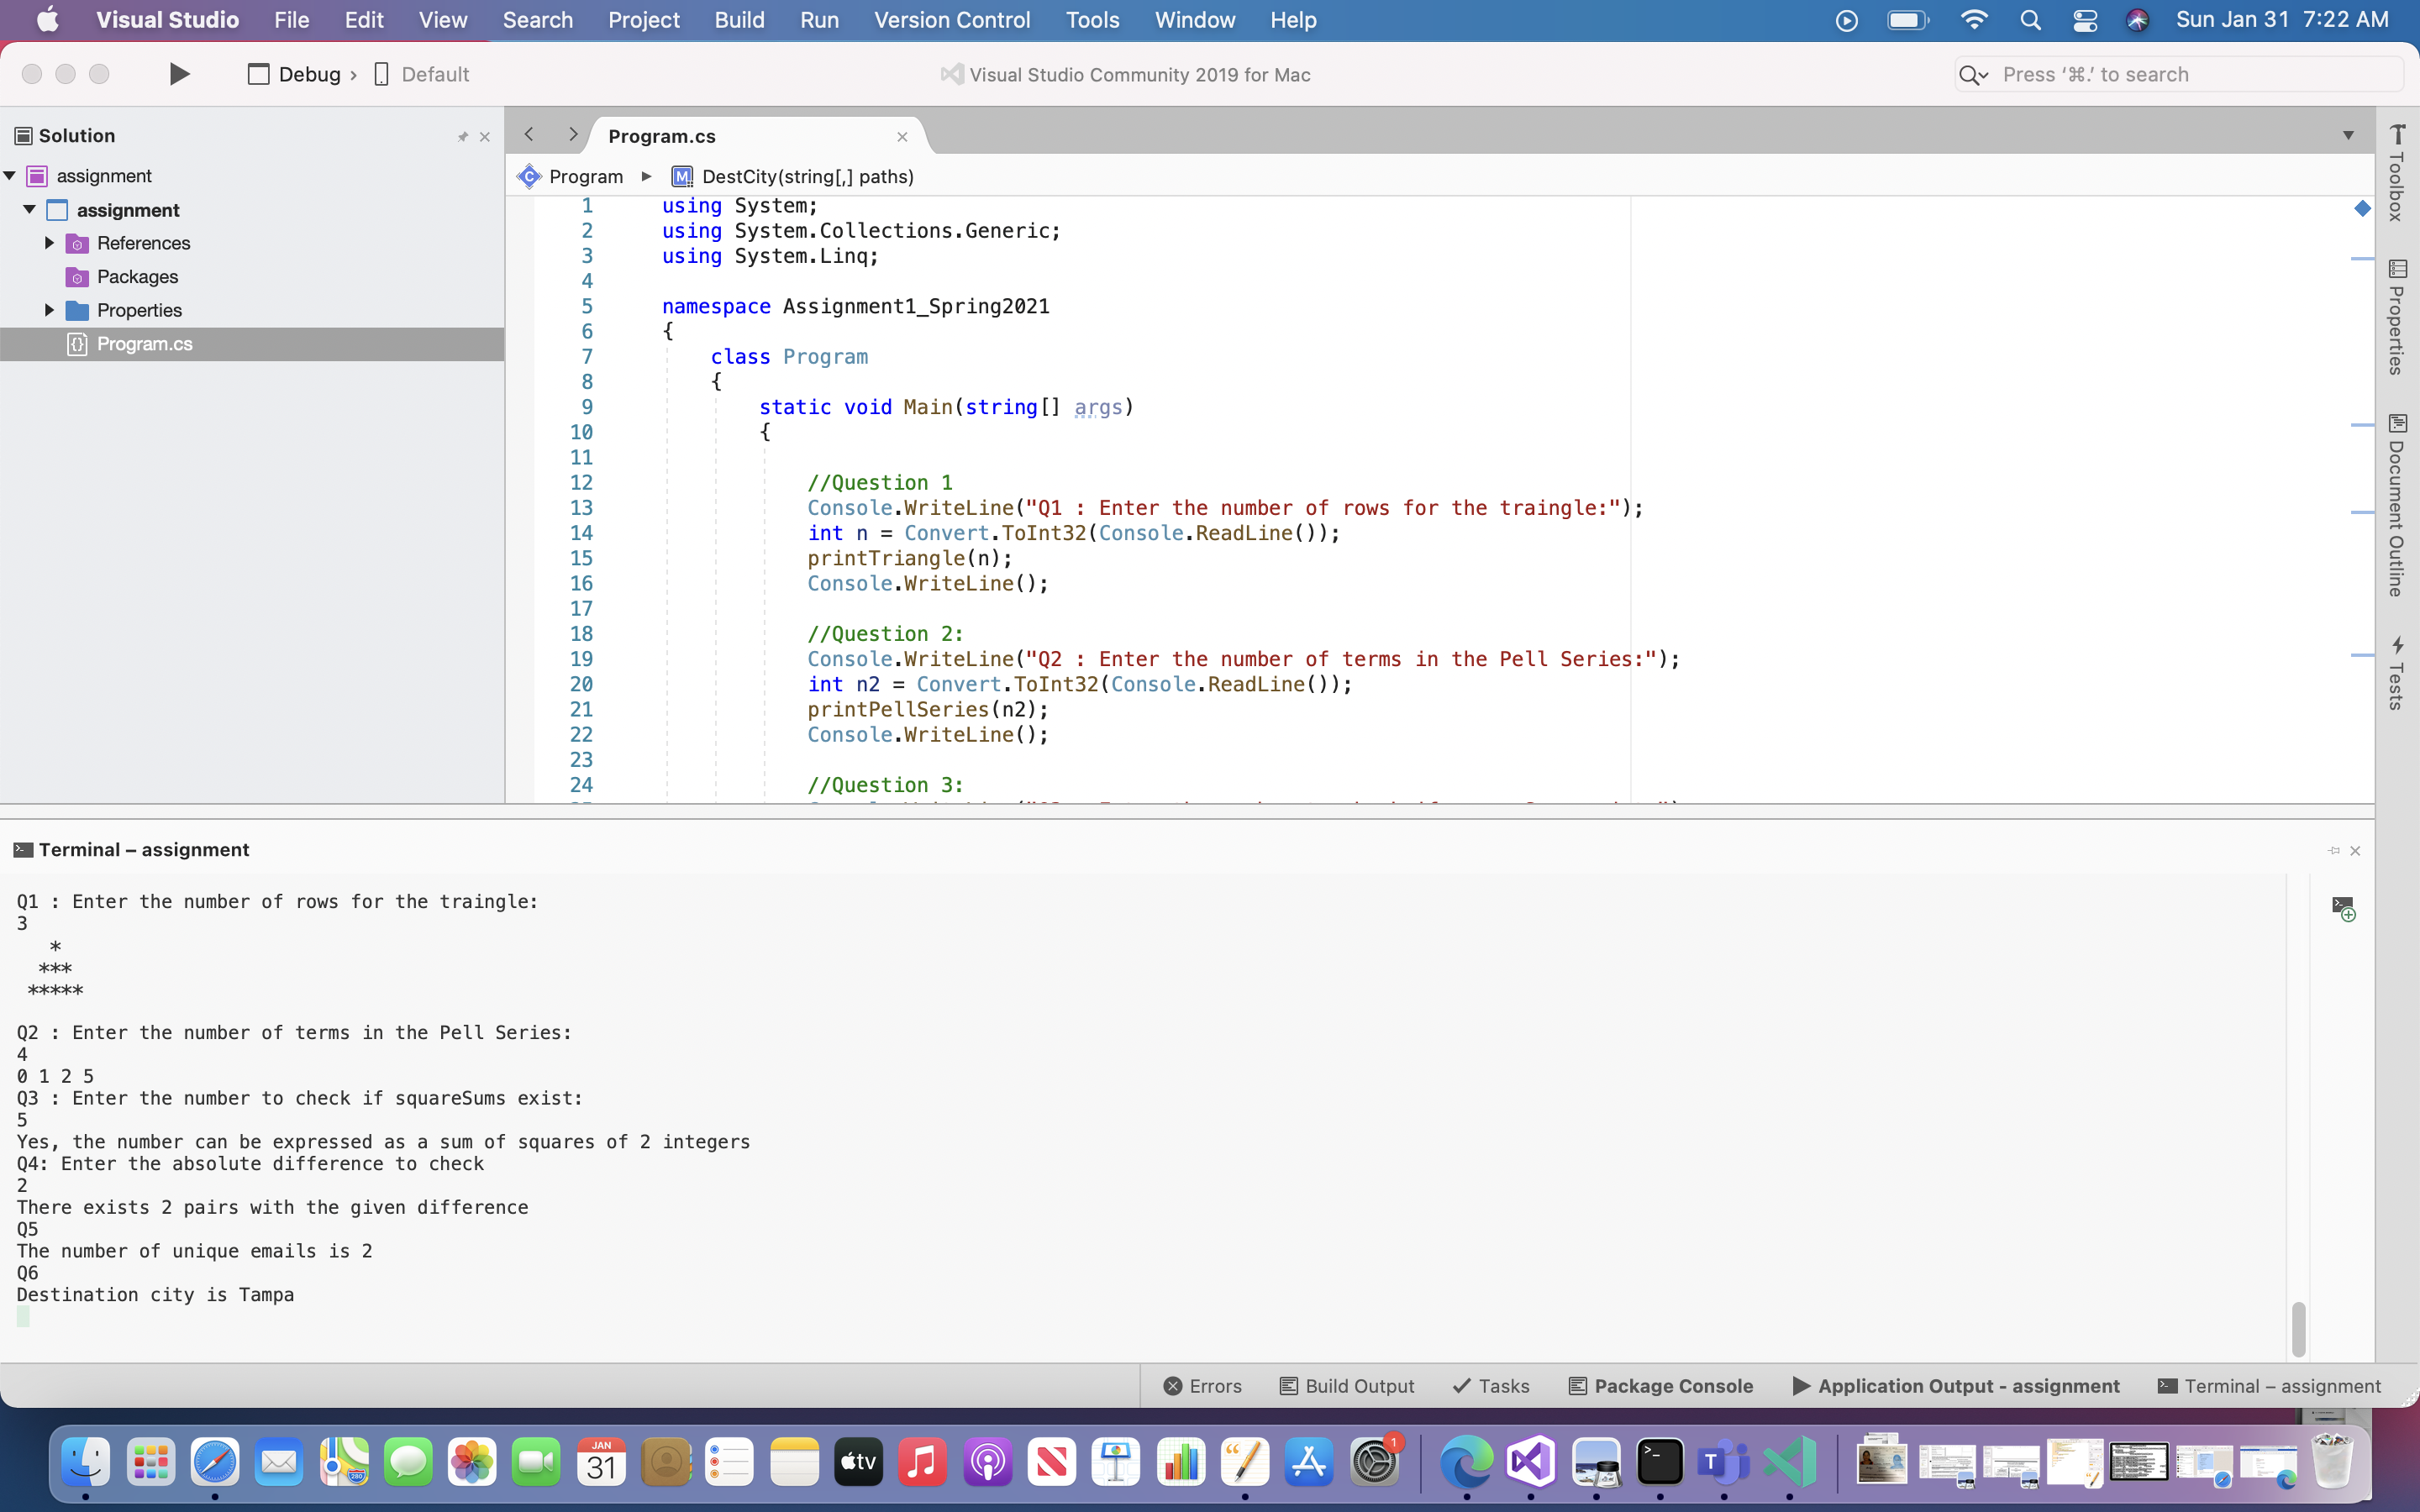 Visual Studio File Edit View Search Project Build Run Version Control Tools Window Help Sun Jan 31 7:22 AM
Debug › Default Visual Studio Community 2019 for Mac Press ‘⌘.’ to search
Solution
assignment
assignment
References
Packages
Properties
Program.cs
Program.cs
Program DestCity(string[,] paths)
1 using System;
2 using System.Collections.Generic;
3 using System.Linq;
4
5 namespace Assignment1_Spring2021
6 {
7 class Program
8 {
9 static void Main(string[] args)
10 {
11
12 //Question 1
13 Console.WriteLine("Q1 : Enter the number of rows for the traingle:");
14 int n = Convert.ToInt32(Console.ReadLine());
15 printTriangle(n);
16 Console.WriteLine();
17
18 //Question 2:
19 Console.WriteLine("Q2 : Enter the number of terms in the Pell Series:");
20 int n2 = Convert.ToInt32(Console.ReadLine());
21 printPellSeries(n2);
22 Console.WriteLine();
23
24 //Question 3:
Toolbox
Properties
Document Outline
Tests
Terminal – assignment
Q1 : Enter the number of rows for the traingle:
3
*
***
*****
Q2 : Enter the number of terms in the Pell Series:
4
0 1 2 5
Q3 : Enter the number to check if squareSums exist:
5
Yes, the number can be expressed as a sum of squares of 2 integers
Q4: Enter the absolute difference to check
2
There exists 2 pairs with the given difference
Q5
The number of unique emails is 2
Q6
Destination city is Tampa
Errors Build Output Tasks Package Console Application Output - assignment Terminal – assignment
280
JAN
31
tv
1